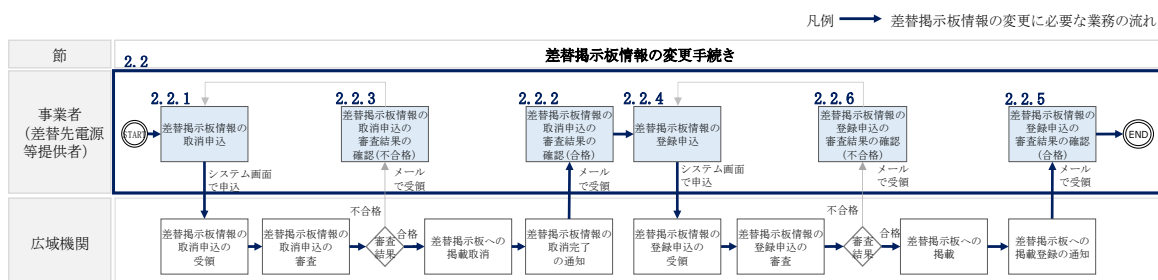 凡例
差替掲示板情報の変更に必要な業務の流れ
節
2.2
差替掲示板情報の変更手続き
事業者
（差替先電源
等提供者）
START
2.2.1
差替掲示板情報の
取消申込
2.2.3
差替掲示板情報の
取消申込の
審査結果の
確認(不合格)
2.2.2
差替掲示板情報の
取消申込の
審査結果の
確認(合格)
2.2.4
差替掲示板情報の
登録申込
2.2.6
差替掲示板情報の
登録申込の
審査結果の確認
(不合格)
2.2.5
差替掲示板情報の
登録申込の
審査結果の確認
(合格)
END
システム画面
で申込
メール
で受領
メール
で受領
システム画面
で申込
メール
で受領
メール
で受領
広域機関
差替掲示板情報の
取消申込の
受領
差替掲示板情報の
取消申込の
審査
不合格
審査
結果
合格
差替掲示板への
掲載取消
差替掲示板情報の
取消完了
の通知
差替掲示板情報の
登録申込の
受領
差替掲示板情報の
登録申込の
審査
不合格
審査
結果
合格
差替掲示板への
掲載
差替掲示板への
掲載登録の通知